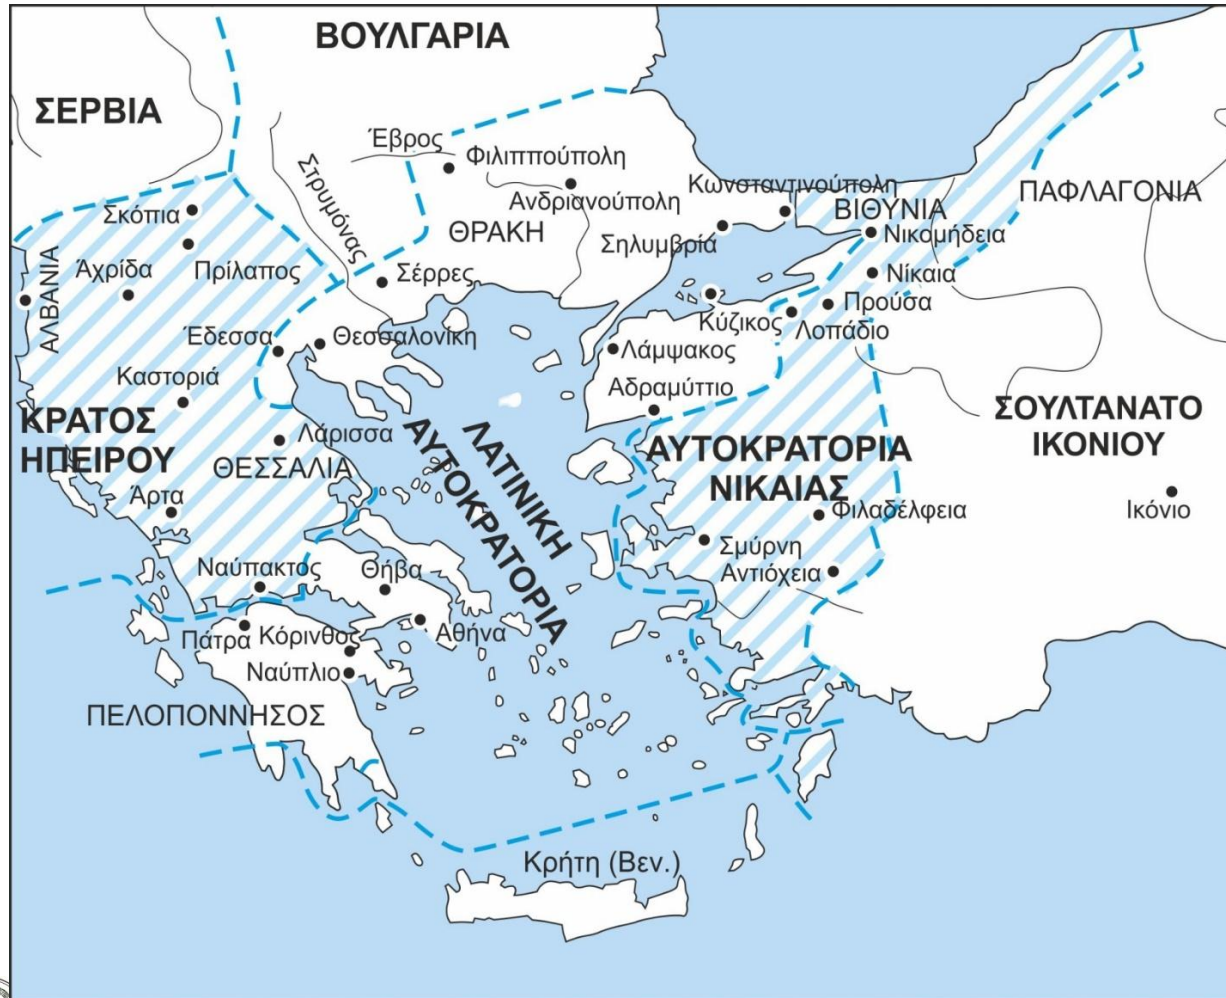 ΒΟΥΛΓΑΡΙΑ
ΣΕΡΒΙΑ
Έβρος
Φιλιππούπολη
Στρυμόνας
Κωνσταντινούπολη
ΠΑΦΛΑΓΟΝΙΑ
Ανδριανούπολη
Σκόπια
ΒΙΘΥΝΙΑ
ΘΡΑΚΗ
Σηλυμβρία
Νικομήδεια
Άχρίδα
Πρίλαπος
Σέρρες
Νίκαια
ΑΛΒΑΝΙΑ
Προύσα
Κύζικος
Λοπάδιο
Έδεσσα
Θεσσαλονίκη
Λάμψακος
Καστοριά
Αδραμύττιο
ΚΡΑΤΟΣ
ΗΠΕΙΡΟΥ
ΣΟΥΛΤΑΝΑΤΟ
ΙΚΟΝΙΟΥ
Λάρισσα
ΘΕΣΣΑΛΙΑ
ΛΑΤΙΝΙΚΗ
ΑΥΤΟΚΡΑΤΟΡΙΑ
ΑΥΤΟΚΡΑΤΟΡΙΑ
ΝΙΚΑΙΑΣ
Άρτα
Φιλαδέλφεια
Ικόνιο
Σμύρνη
Ναύπακτος
Θήβα
Αντιόχεια
Πάτρα
Κόρινθος
Αθήνα
Ναύπλιο
ΠΕΛΟΠΟΝΝΗΣΟΣ
Κρήτη (Βεν.)